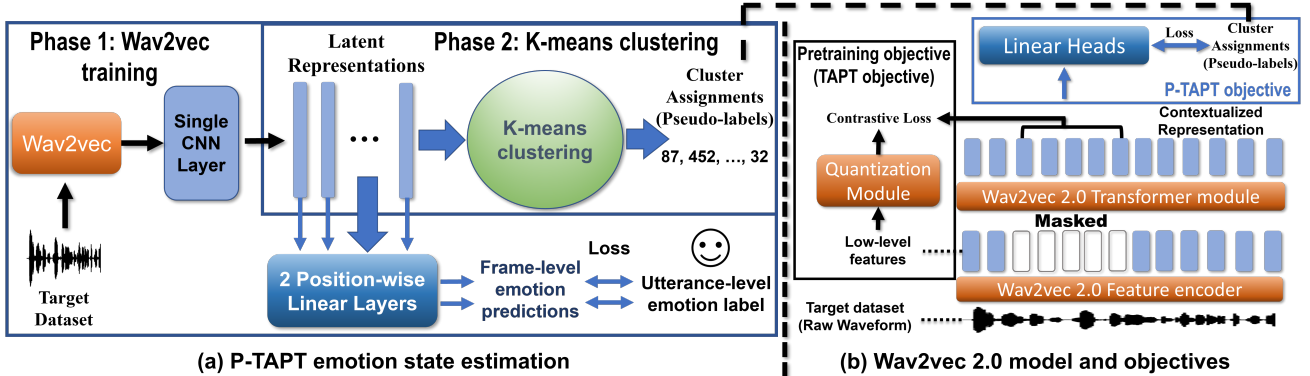 Phase 1: Wav2vec
training
Wav2vec
Single
CNN
Layer
Target
Dataset
Phase 2: K-means clustering
Latent
Representations
...
K-means
clustering
Cluster
Assignments
(Pseudo-labels)
87, 452, ..., 32
2 Position-wise
Linear Layers
Frame-level
emotion
predictions
Loss
Utterance-level
emotion label
(a) P-TAPT emotion state estimation
Pretraining objective
(TAPT objective)
Contrastive Loss
Quantization
Module
Low-level
features
Linear Heads
Loss
Cluster
Assignments
(Pseudo-labels)
P-TAPT objective
Contextualized
Representation
Wav2vec 2.0 Transformer module
Masked
Wav2vec 2.0 Feature encoder
Target dataset
(Raw Waveform)
(b) Wav2vec 2.0 model and objectives